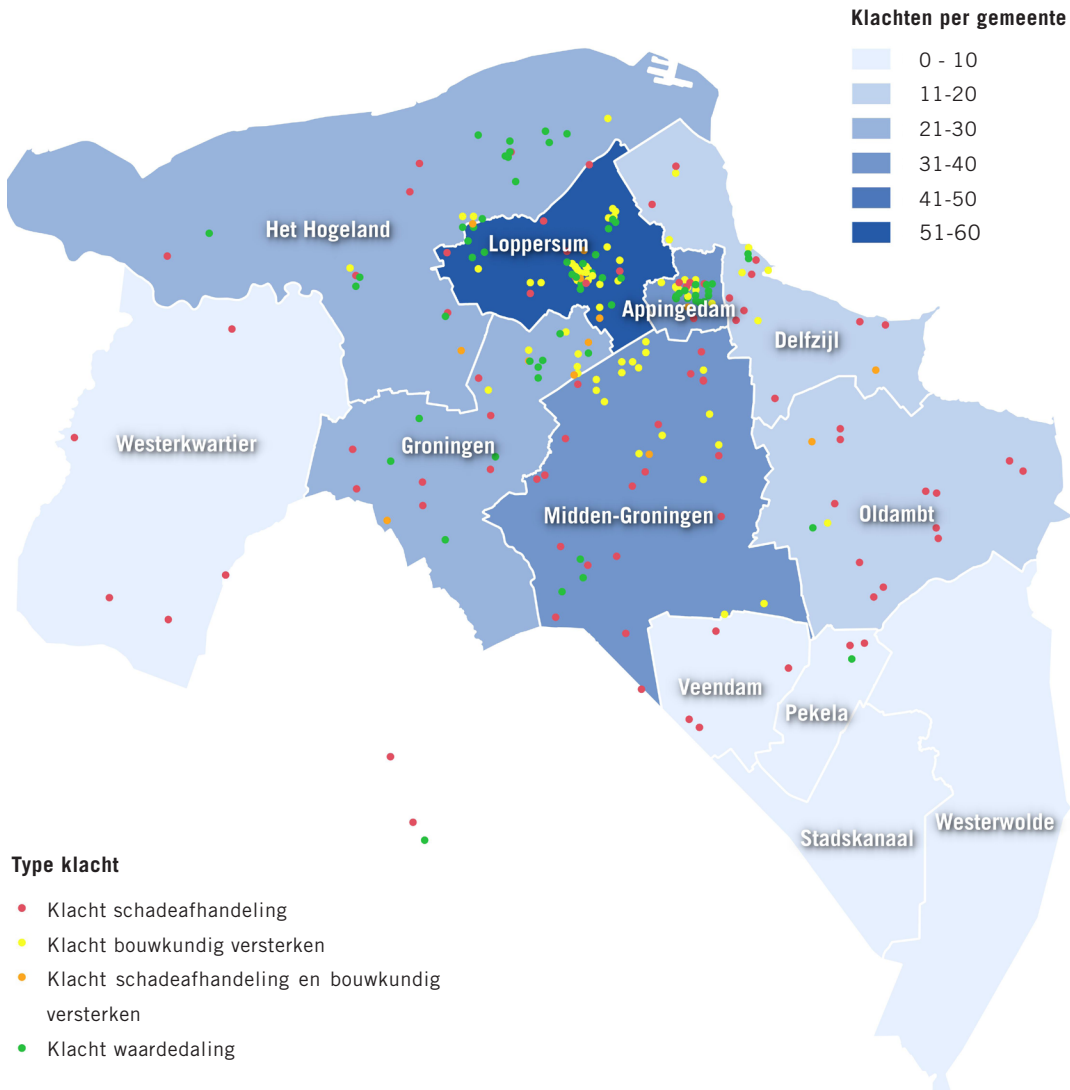 Klachten per gemeente
0 - 10
11-20
21-30
31-40
41-50
51-60
Het Hogeland
Loppersum
Appingedam
Delfzijl
Westerkwartier
Groningen
Midden-Groningen
Oldambt
Veendam
Pekela
Stadskanaal
Westerwolde
Type klacht
Klacht schadeafhandeling
Klacht bouwkundig versterken
Klacht schadeafhandeling en bouwkundig
versterken
Klacht waardedaling